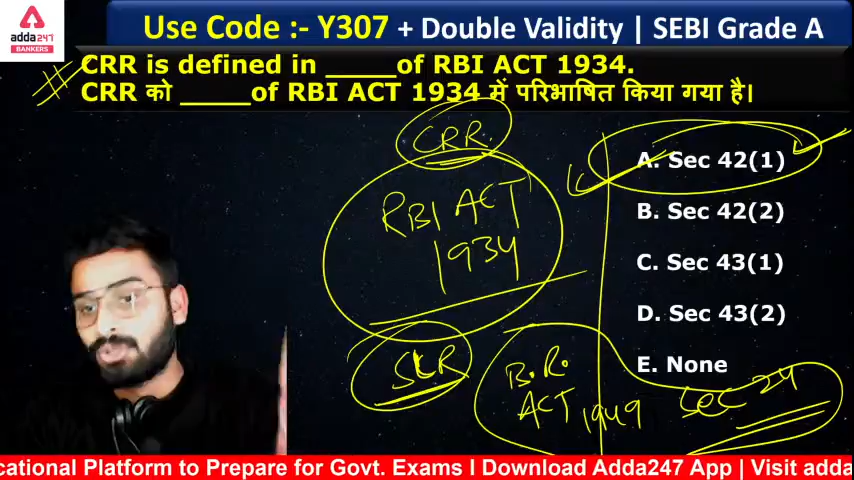 adda247
BANKERS
Use Code :- Y307 + Double Validity | SEBI Grade A
CRR is defined in ____of RBI ACT 1934.
CRR को ____of RBI ACT 1934 में परिभाषित किया गया है।
CRR
RBI ACT
1934
SLR
B.R.
ACT 1949
Sec 24
A. Sec 42(1)
B. Sec 42(2)
C. Sec 43(1)
D. Sec 43(2)
E. None
cational Platform to Prepare for Govt. Exams I Download Adda247 App | Visit adda